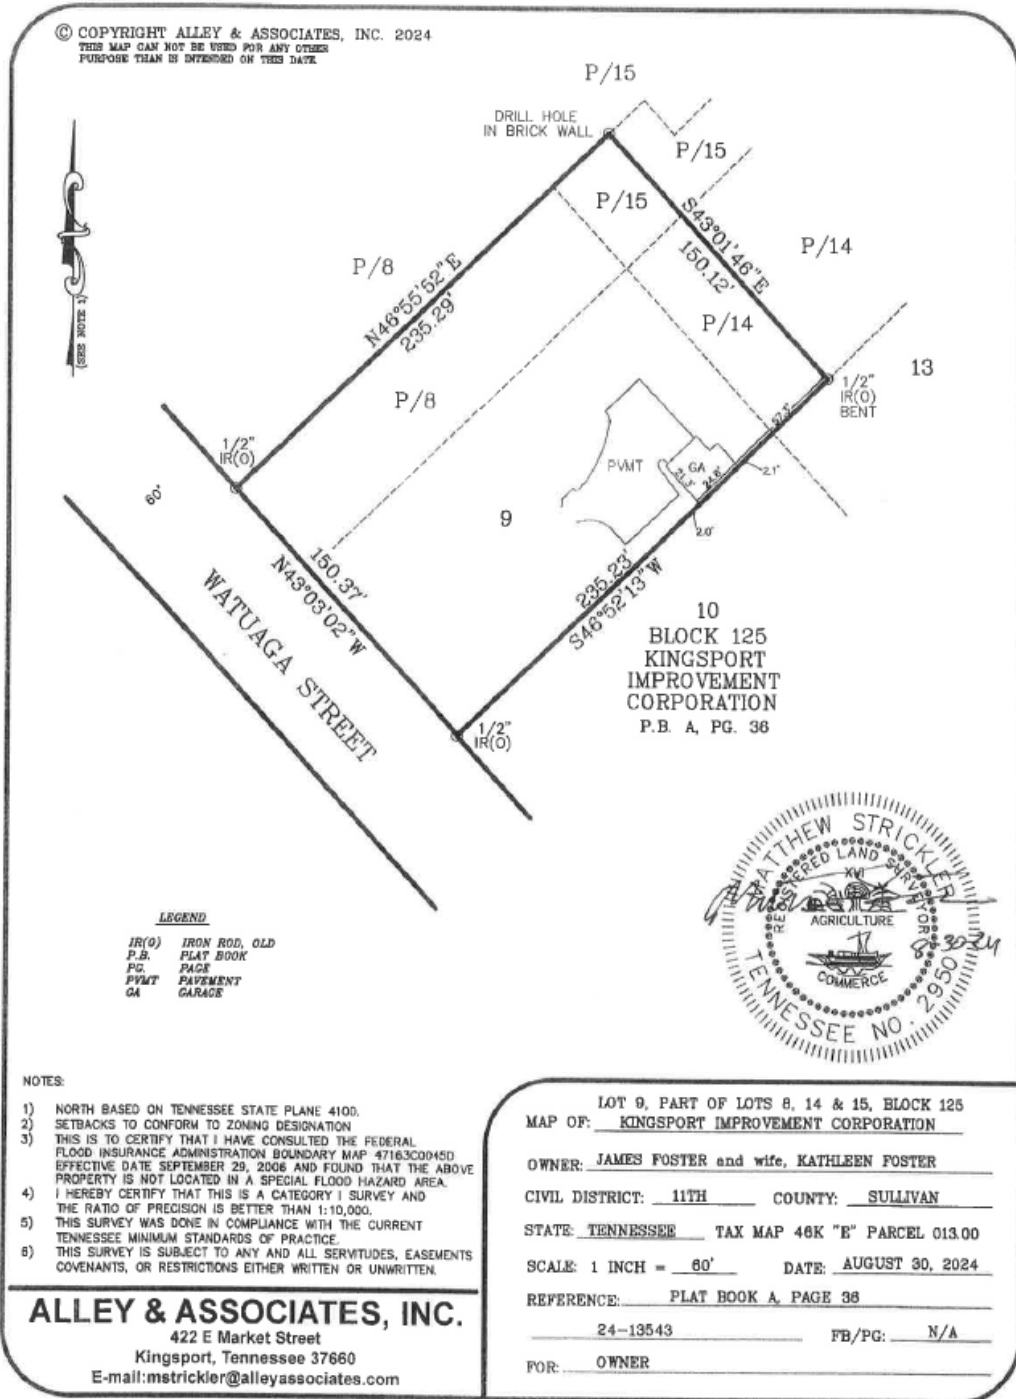 © COPYRIGHT ALLEY & ASSOCIATES, INC. 2024
THIS MAP CAN NOT BE USED FOR ANY OTHER
PURPOSE THAN IS INTENDED ON THIS DATE
P/15
DRILL HOLE
IN BRICK WALL
P/15
P/15
S43°01'46"E
150.12'
P/14
P/8
N46°55'52"E
235.29'
(SEE NOTE 1)
P/14
13
1/2"
IR(O)
BENT
P/8
57.3'
1/2"
IR(O)
PVMT
GA
2.1'
21.3'
24.6'
60'
9
2.0'
150.37'
N43°03'02"W
235.23'
S46°52'13"W
WATUAGA STREET
10
BLOCK 125
KINGSPORT
IMPROVEMENT
CORPORATION
P.B. A, PG. 36
1/2"
IR(O)
MATTHEW STRICKLER
REGISTERED LAND SURVEYOR
XVI
AGRICULTURE
COMMERCE
TENNESSEE NO. 2950
8-30-24
LEGEND
IR(O) IRON ROD, OLD
P.B. PLAT BOOK
PG. PAGE
PVMT PAVEMENT
GA GARAGE
NOTES:
1) NORTH BASED ON TENNESSEE STATE PLANE 4100.
2) SETBACKS TO CONFORM TO ZONING DESIGNATION
3) THIS IS TO CERTIFY THAT I HAVE CONSULTED THE FEDERAL
FLOOD INSURANCE ADMINISTRATION BOUNDARY MAP 47163C0045D
EFFECTIVE DATE SEPTEMBER 29, 2006 AND FOUND THAT THE ABOVE
PROPERTY IS NOT LOCATED IN A SPECIAL FLOOD HAZARD AREA.
4) I HEREBY CERTIFY THAT THIS IS A CATEGORY I SURVEY AND
THE RATIO OF PRECISION IS BETTER THAN 1:10,000.
5) THIS SURVEY WAS DONE IN COMPLIANCE WITH THE CURRENT
TENNESSEE MINIMUM STANDARDS OF PRACTICE.
6) THIS SURVEY IS SUBJECT TO ANY AND ALL SERVITUDES, EASEMENTS
COVENANTS, OR RESTRICTIONS EITHER WRITTEN OR UNWRITTEN.
ALLEY & ASSOCIATES, INC.
422 E Market Street
Kingsport, Tennessee 37660
E-mail:mstrickler@alleyassociates.com
LOT 9, PART OF LOTS 8, 14 & 15, BLOCK 125
MAP OF: KINGSPORT IMPROVEMENT CORPORATION
OWNER: JAMES FOSTER and wife, KATHLEEN FOSTER
CIVIL DISTRICT: 11TH COUNTY: SULLIVAN
STATE: TENNESSEE TAX MAP 46K "E" PARCEL 013.00
SCALE: 1 INCH = 60' DATE: AUGUST 30, 2024
REFERENCE: PLAT BOOK A, PAGE 36
24-13543 FB/PG: N/A
FOR: OWNER